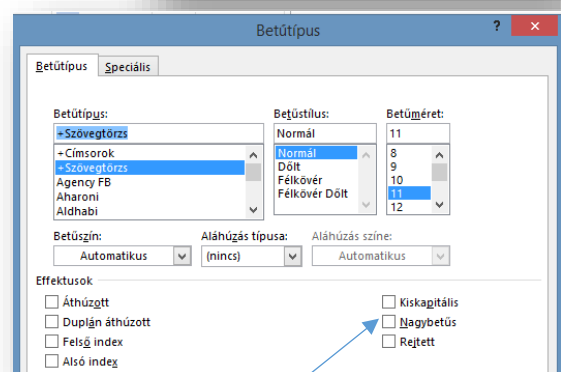 Betűtípus
? ×
Betűtípus Speciális
Betűtípus: Betűstílus: Betűméret:
+Szövegtörzs Normál 11
+Címsorok Normál 8
+Szövegtörzs Dőlt 9
Agency FB Félkövér 10
Aharoni Félkövér Dőlt 11
Aldhabi 12
Betűszín: Aláhúzás típusa: Aláhúzás színe:
Automatikus (nincs) Automatikus
Effektusok
Áthúzott Kiskapitális
Duplán áthúzott Nagybetűs
Felső index Rejtett
Alsó index